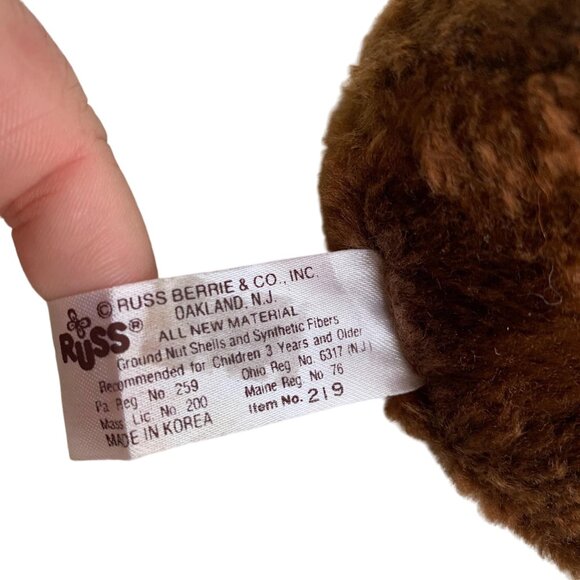 © RUSS BERRIE & CO., INC.
OAKLAND, N.J.
RUSS®
ALL NEW MATERIAL
Ground Nut Shells and Synthetic Fibers
Recommended for Children 3 Years and Older
Pa Reg. No 259 Ohio Reg No. 6317 (N.J.)
Mass Lic. No 200 Maine Reg. No 76
MADE IN KOREA Item No. 219